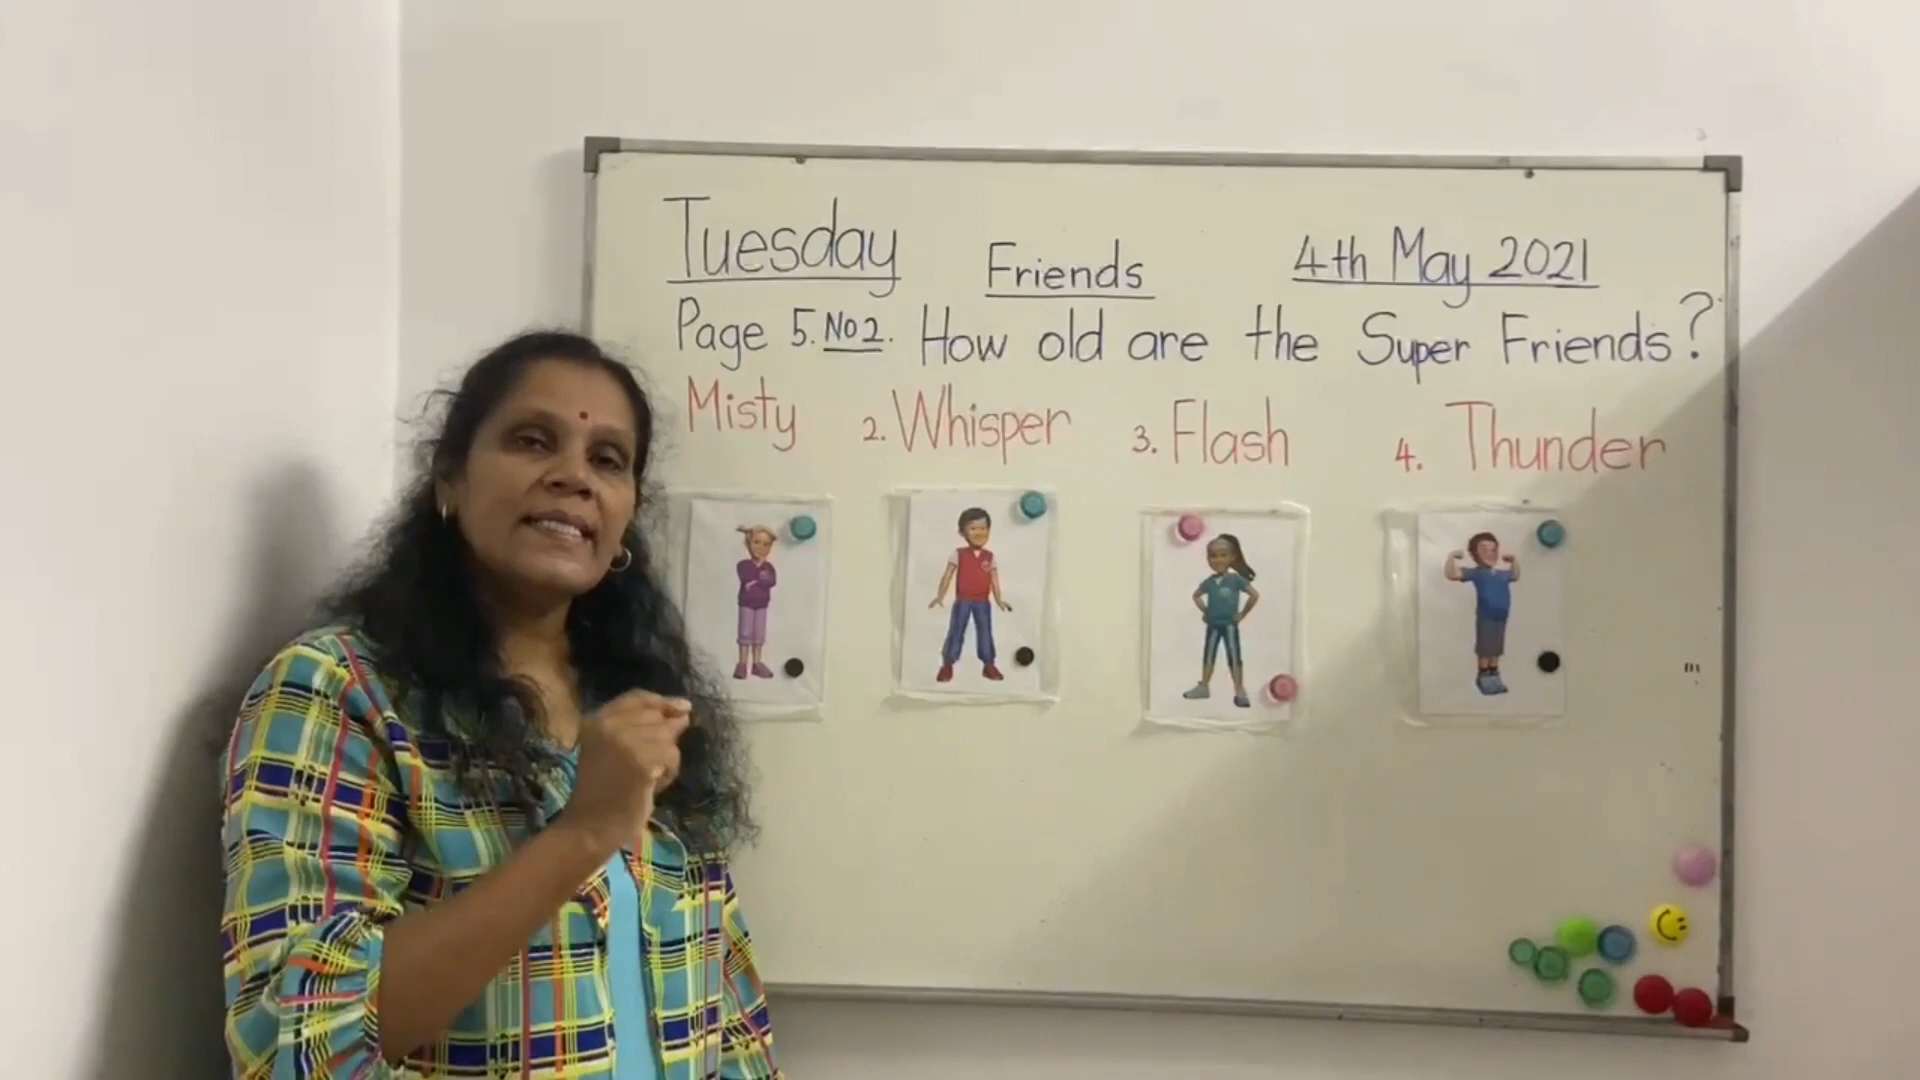 Tuesday Friends 4th May 2021
Page 5. No 2. How old are the Super Friends?
Misty 2. Whisper 3. Flash 4. Thunder